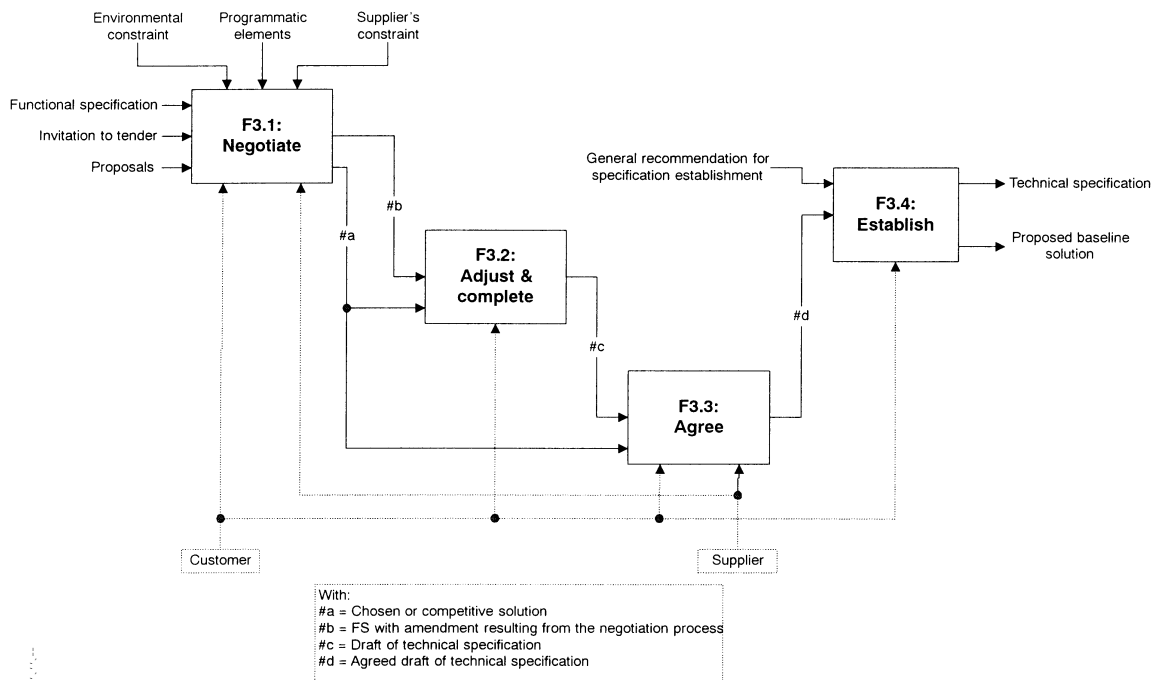 Environmental
constraint
Programmatic
elements
Supplier's
constraint
Functional specification
Invitation to tender
Proposals
F3.1:
Negotiate
#b
#a
General recommendation for
specification establishment
F3.4:
Establish
Technical specification
Proposed baseline
solution
F3.2:
Adjust &
complete
#c
#d
F3.3:
Agree
Customer
Supplier
With:
#a = Chosen or competitive solution
#b = FS with amendment resulting from the negotiation process
#c = Draft of technical specification
#d = Agreed draft of technical specification